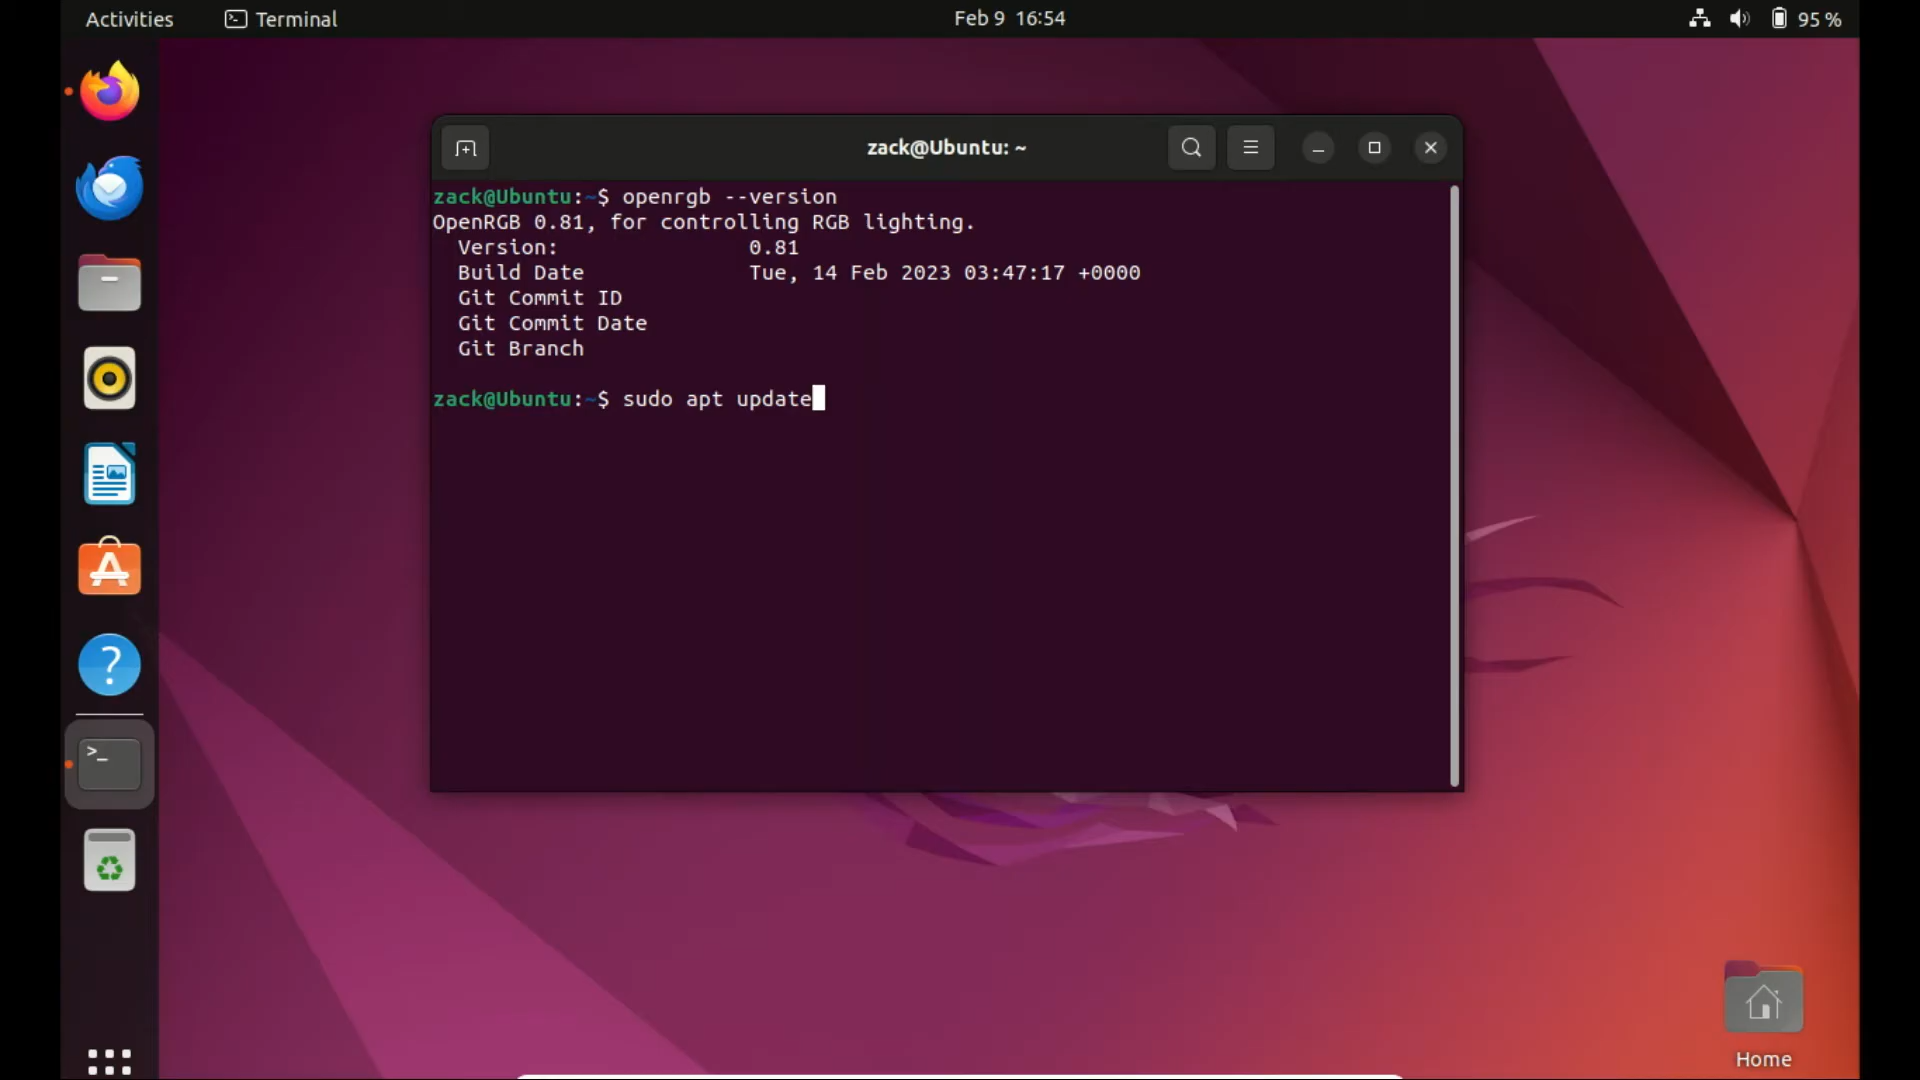 Activities
Terminal
Feb 9 16:54
95 %
zack@Ubuntu: ~
zack@Ubuntu:~$ openrgb --version
OpenRGB 0.81, for controlling RGB lighting.
Version: 0.81
Build Date Tue, 14 Feb 2023 03:47:17 +0000
Git Commit ID
Git Commit Date
Git Branch
zack@Ubuntu:~$ sudo apt update
Home